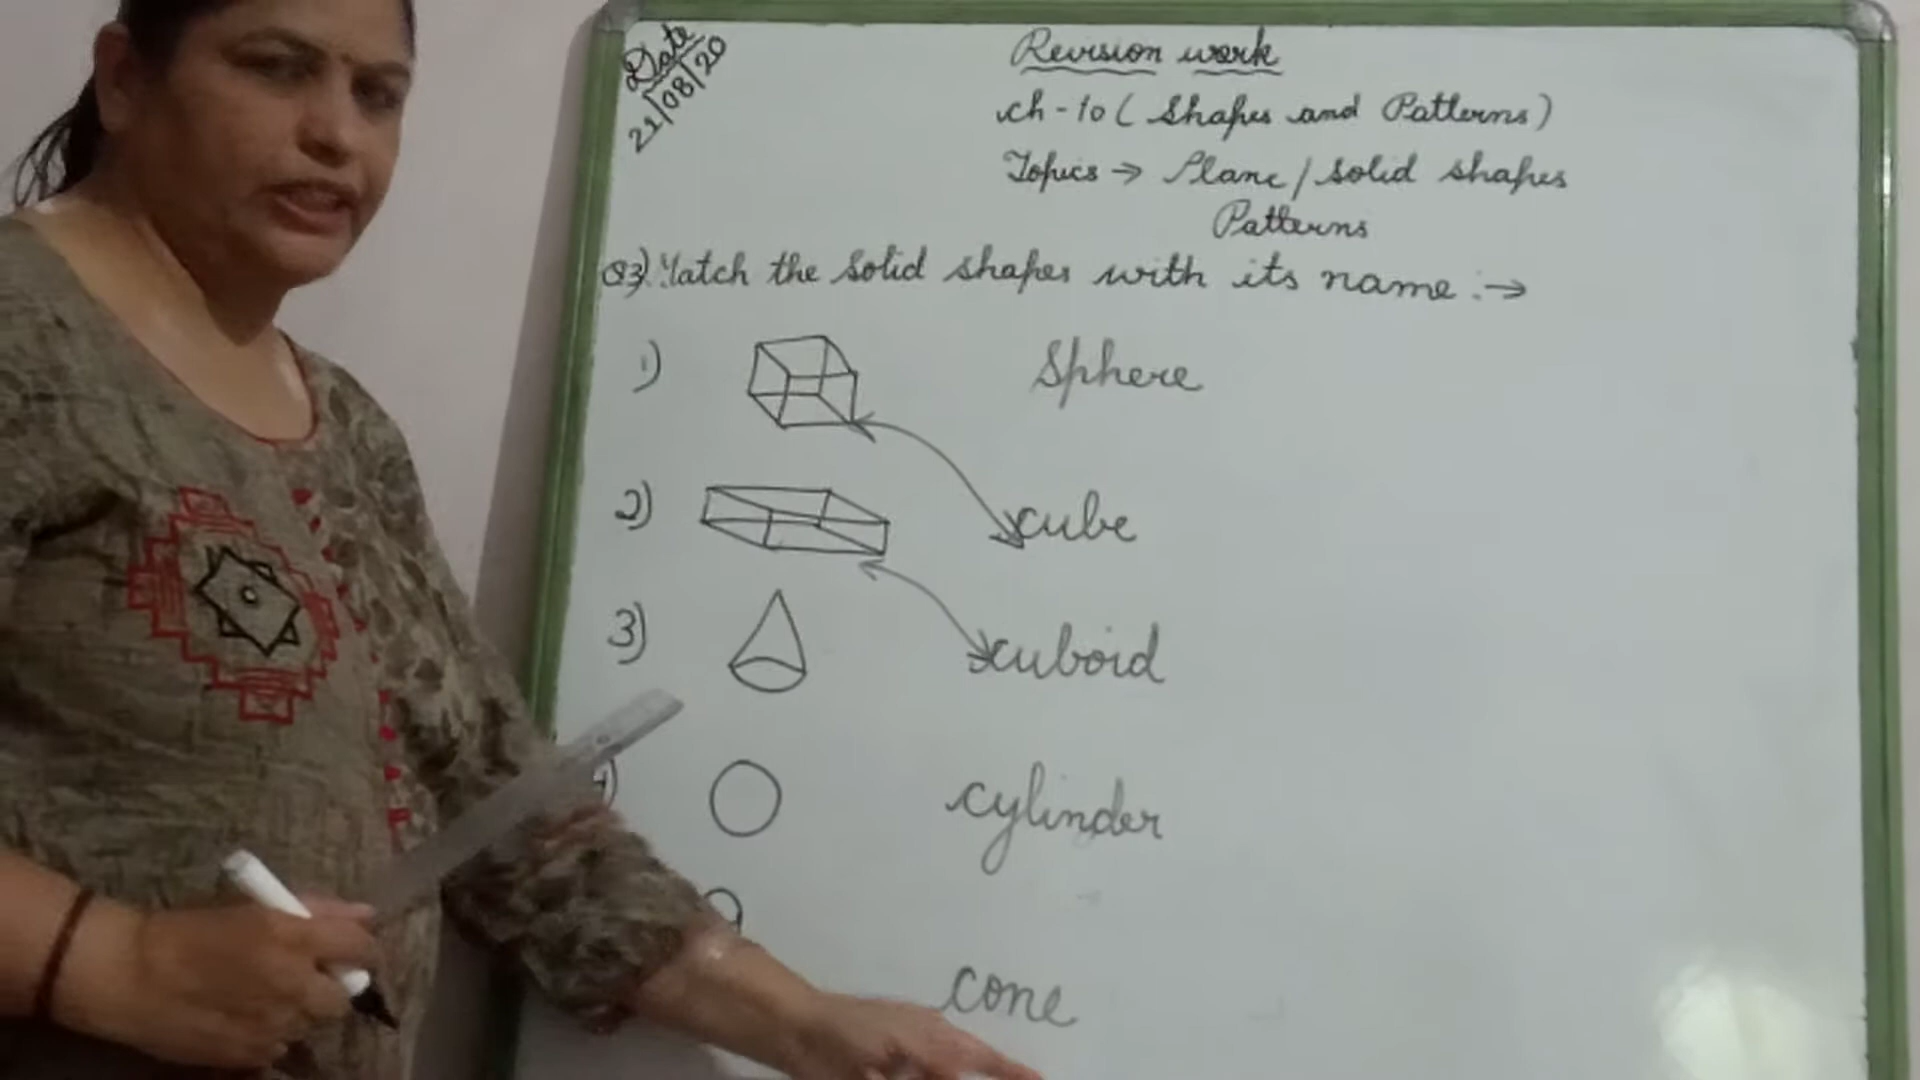 Date
21/08/20
Revision work
Ch-10 (Shapes and Patterns)
Topics → Plane / Solid shapes
Patterns
Q3) Match the solid shapes with its name :→
1) Sphere
2) cube
3) cuboid
4) cylinder
cone